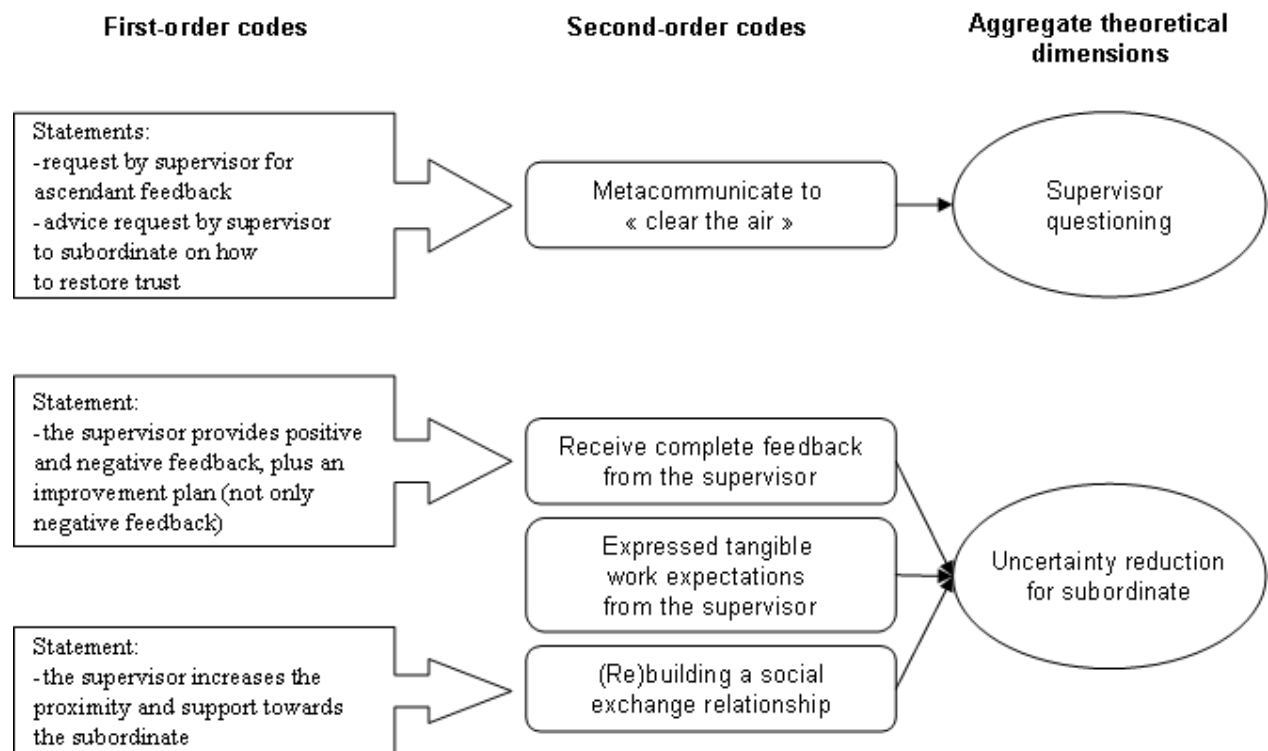 First-order codes
Second-order codes
Aggregate theoretical
dimensions
Statements:
-request by supervisor for
ascendant feedback
-advice request by supervisor
to subordinate on how
to restore trust
Metacommunicate to
« clear the air »
Supervisor
questioning
Statement:
-the supervisor provides positive
and negative feedback, plus an
improvement plan (not only
negative feedback)
Receive complete feedback
from the supervisor
Expressed tangible
work expectations
from the supervisor
Uncertainty reduction
for subordinate
Statement:
-the supervisor increases the
proximity and support towards
the subordinate
(Re)building a social
exchange relationship